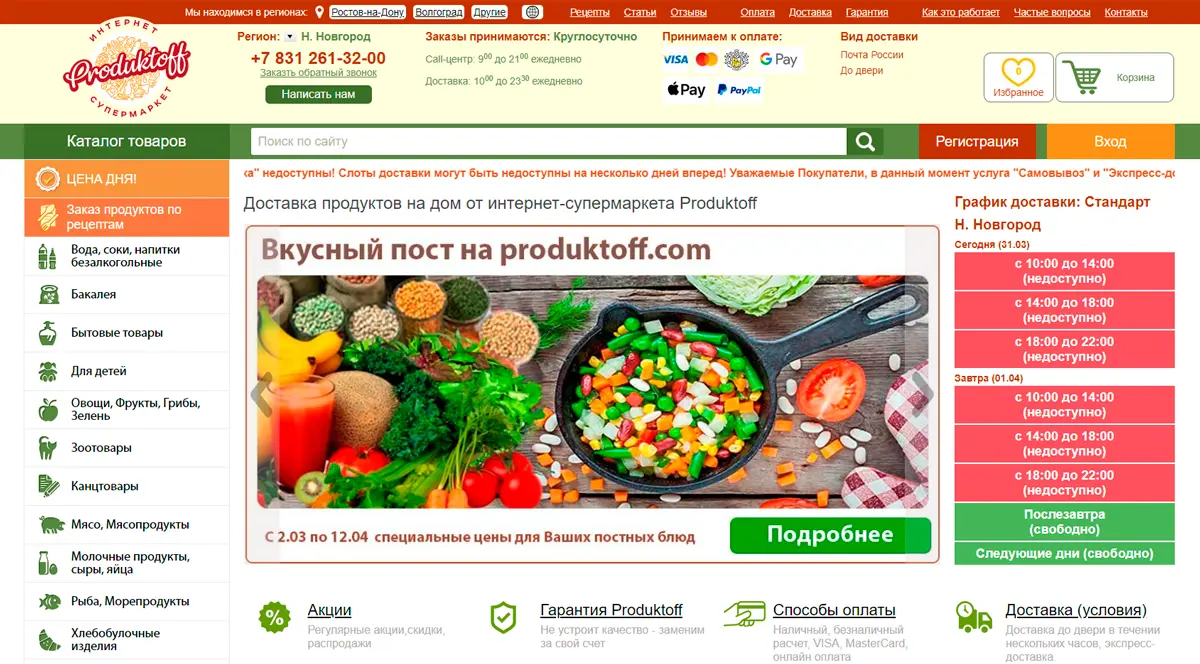 Мы находимся в регионах: Ростов-на-Дону Волгоград Другие Рецепты Статьи Отзывы Оплата Доставка Гарантия Как это работает Частые вопросы Контакты
ИНТЕРНЕТ
Produktoff
СУПЕРМАРКЕТ
Регион: Н. Новгород
+7 831 261-32-00
Заказать обратный звонок
Написать нам
Заказы принимаются: Круглосуточно
Call-центр: 9⁰⁰ до 21⁰⁰ ежедневно
Доставка: 10⁰⁰ до 23³⁰ ежедневно
Принимаем к оплате:
VISA G Pay
Pay PayPal
Вид доставки
Почта России
До двери
0
Избранное
Корзина
Каталог товаров
Поиск по сайту
Регистрация
Вход
ЦЕНА ДНЯ!
Заказ продуктов по
рецептам
Вода, соки, напитки
безалкогольные
Бакалея
Бытовые товары
Для детей
Овощи, Фрукты, Грибы,
Зелень
Зоотовары
Канцтовары
Мясо, Мясопродукты
Молочные продукты,
сыры, яйца
Рыба, Морепродукты
Хлебобулочные
изделия
ка" недоступны! Слоты доставки могут быть недоступны на несколько дней вперед! Уважаемые Покупатели, в данный момент услуга "Самовывоз" и "Экспресс-до
Доставка продуктов на дом от интернет-супермаркета Produktoff
Вкусный пост на produktoff.com
С 2.03 по 12.04 специальные цены для Ваших постных блюд
Подробнее
График доставки: Стандарт
Н. Новгород
Сегодня (31.03)
с 10:00 до 14:00
(недоступно)
с 14:00 до 18:00
(недоступно)
с 18:00 до 22:00
(недоступно)
Завтра (01.04)
с 10:00 до 14:00
(недоступно)
с 14:00 до 18:00
(недоступно)
с 18:00 до 22:00
(недоступно)
Послезавтра
(свободно)
Следующие дни (свободно)
%
Акции
Регулярные акции,скидки,
распродажи
Гарантия Produktoff
Не устроит качество - заменим
за свой счет
Способы оплаты
Наличный, безналичный
расчет, VISA, MasterCard,
онлайн оплата
Доставка (условия)
Доставка до двери в течении
нескольких часов, экспресс-
доставка